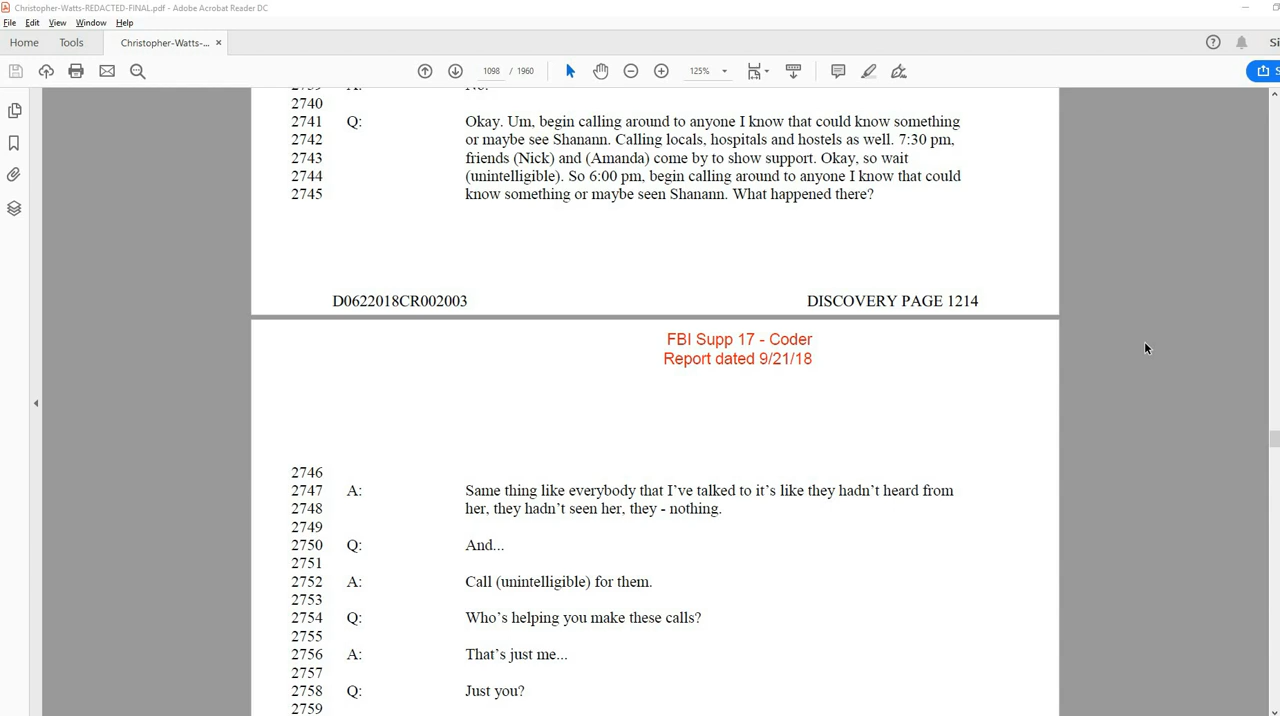 Christopher-Watts-REDACTED-FINAL.pdf - Adobe Acrobat Reader DC
File Edit View Window Help
Home Tools Christopher-Watts-... ×
1098 / 1960 125%
2740
2741 Q: Okay. Um, begin calling around to anyone I know that could know something
2742 or maybe see Shanann. Calling locals, hospitals and hostels as well. 7:30 pm,
2743 friends (Nick) and (Amanda) come by to show support. Okay, so wait
2744 (unintelligible). So 6:00 pm, begin calling around to anyone I know that could
2745 know something or maybe seen Shanann. What happened there?
D0622018CR002003 DISCOVERY PAGE 1214
FBI Supp 17 - Coder
Report dated 9/21/18
2746
2747 A: Same thing like everybody that I've talked to it's like they hadn't heard from
2748 her, they hadn't seen her, they - nothing.
2749
2750 Q: And...
2751
2752 A: Call (unintelligible) for them.
2753
2754 Q: Who's helping you make these calls?
2755
2756 A: That's just me...
2757
2758 Q: Just you?
2759